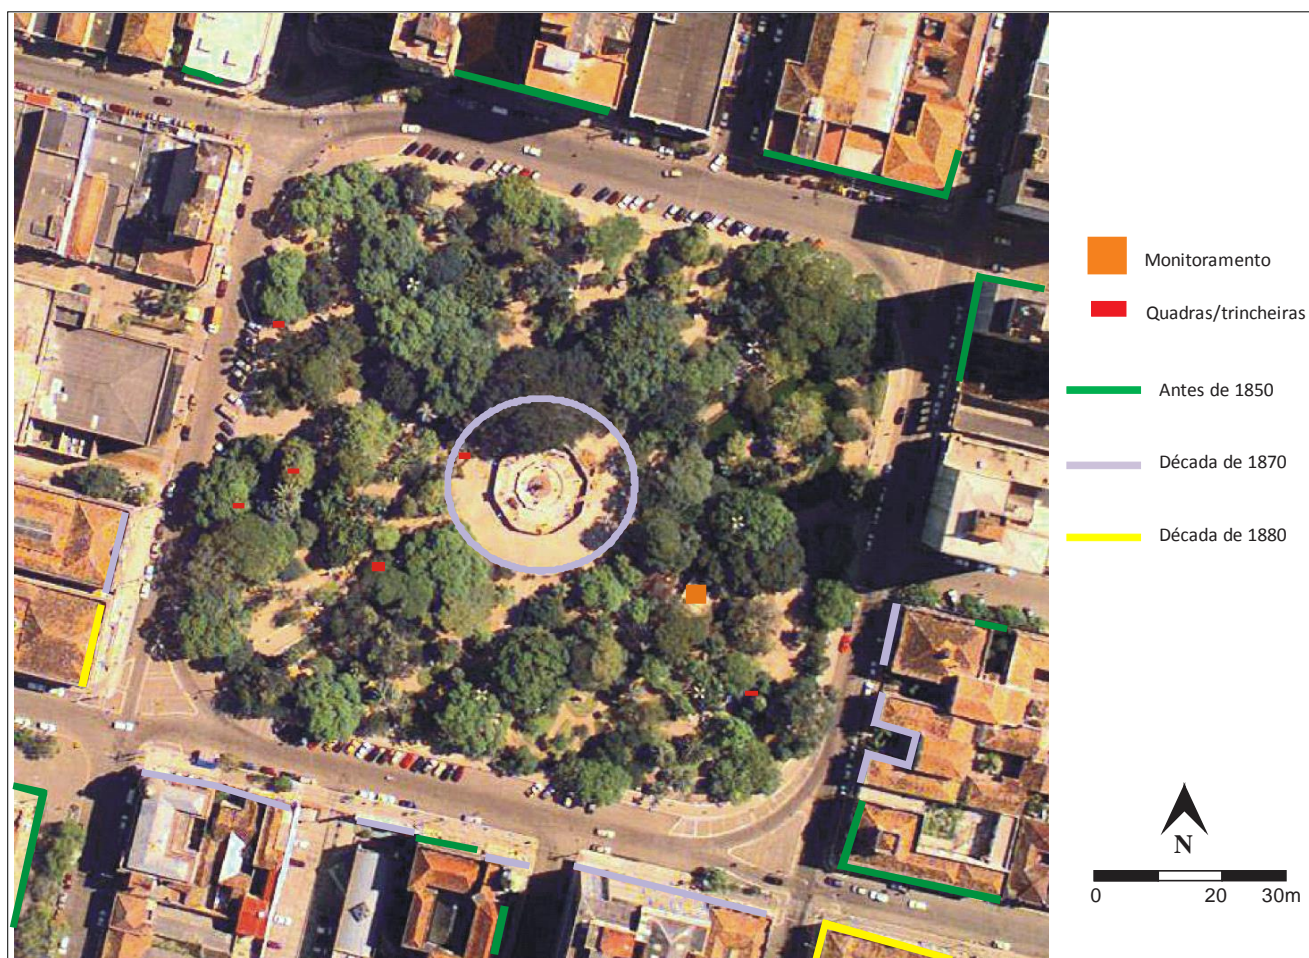 Monitoramento
Quadras/trincheiras
Antes de 1850
Década de 1870
Década de 1880
N
0 20 30m